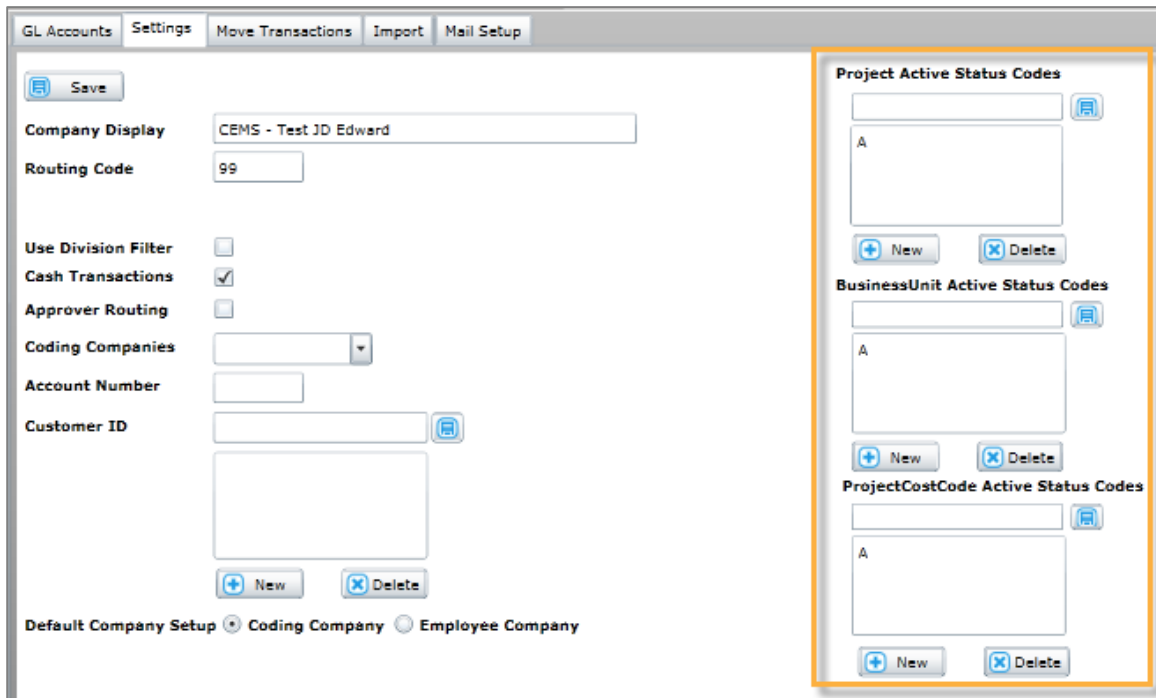 GL Accounts Settings Move Transactions Import Mail Setup
Save
Company Display CEMS - Test JD Edward
Routing Code 99
Use Division Filter
Cash Transactions
Approver Routing
Coding Companies
Account Number
Customer ID
New Delete
Default Company Setup Coding Company Employee Company
Project Active Status Codes
A
New Delete
BusinessUnit Active Status Codes
A
New Delete
ProjectCostCode Active Status Codes
A
New Delete